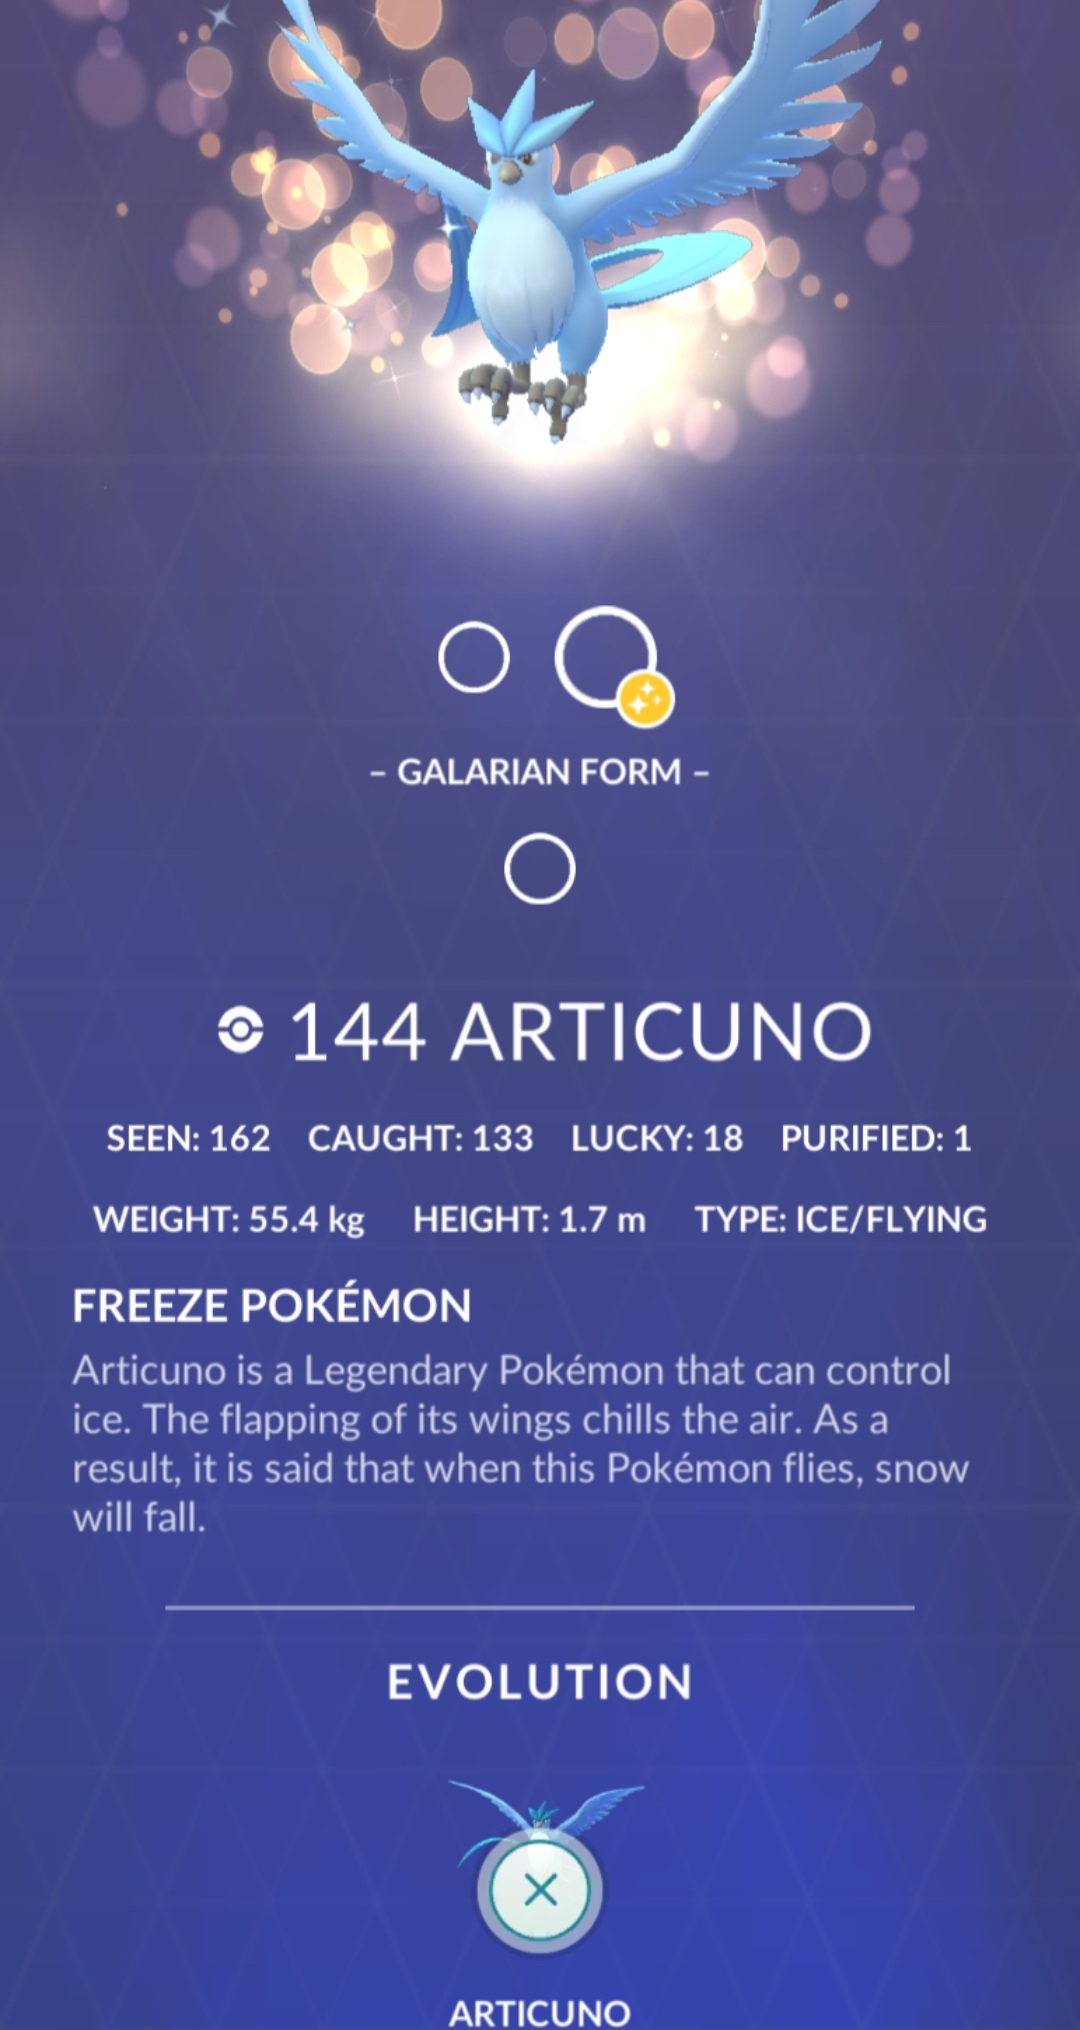 – GALARIAN FORM –
144 ARTICUNO
SEEN: 162 CAUGHT: 133 LUCKY: 18 PURIFIED: 1
WEIGHT: 55.4 kg HEIGHT: 1.7 m TYPE: ICE/FLYING
FREEZE POKÉMON
Articuno is a Legendary Pokémon that can control
ice. The flapping of its wings chills the air. As a
result, it is said that when this Pokémon flies, snow
will fall.
EVOLUTION
ARTICUNO